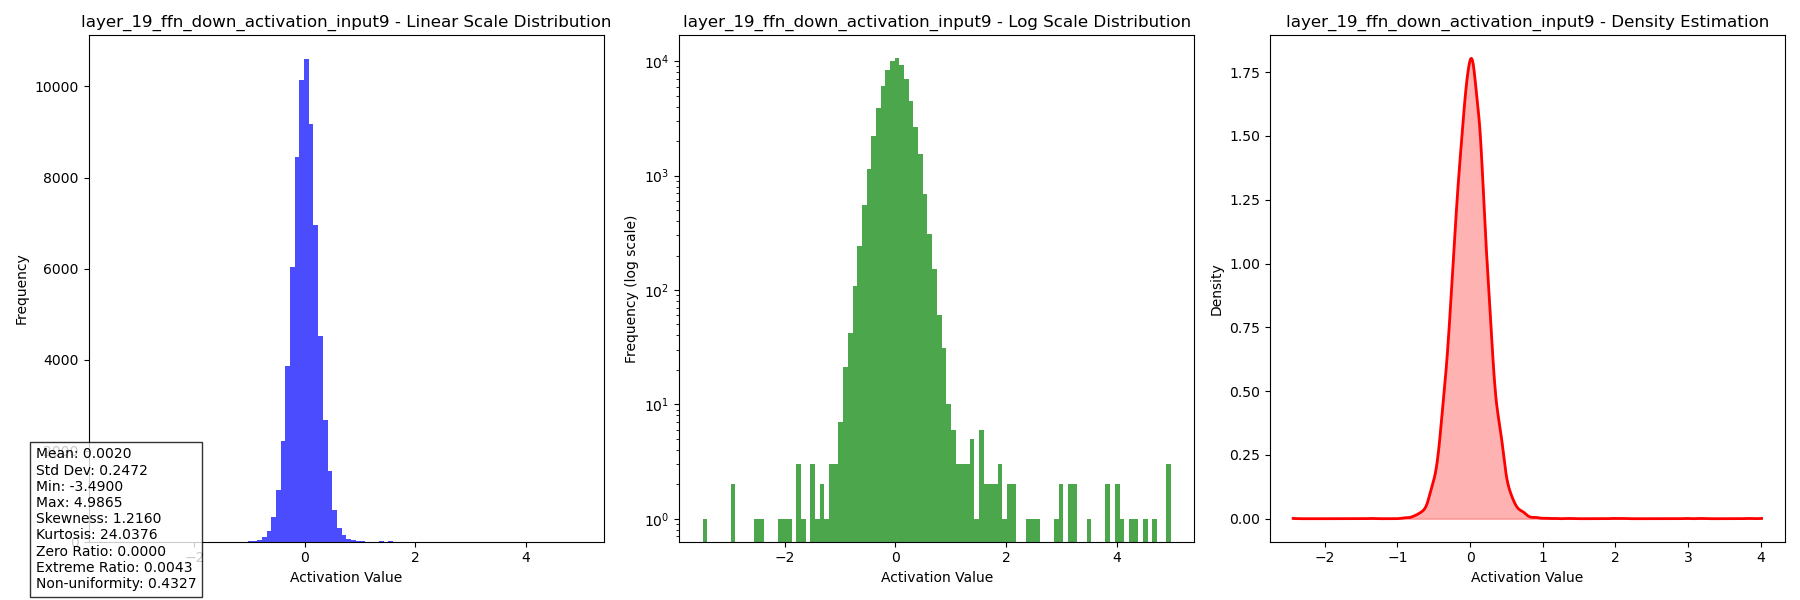 layer_19_ffn_down_activation_input9 - Linear Scale Distribution
10000
8000
6000
4000
2000
0
Frequency
−2
0
2
4
Activation Value
Mean: 0.0020
Std Dev: 0.2472
Min: -3.4900
Max: 4.9865
Skewness: 1.2160
Kurtosis: 24.0376
Zero Ratio: 0.0000
Extreme Ratio: 0.0043
Non-uniformity: 0.4327
layer_19_ffn_down_activation_input9 - Log Scale Distribution
10⁴
10³
10²
10¹
10⁰
Frequency (log scale)
−2
0
2
4
Activation Value
layer_19_ffn_down_activation_input9 - Density Estimation
1.75
1.50
1.25
1.00
0.75
0.50
0.25
0.00
Density
−2
−1
0
1
2
3
4
Activation Value